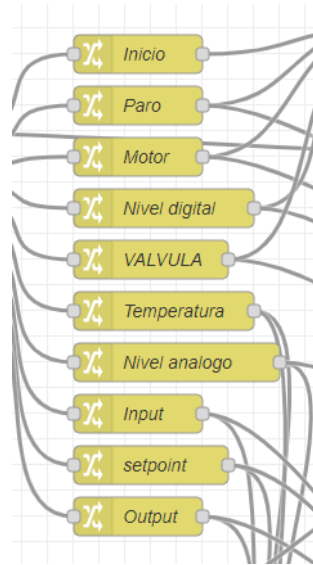 Inicio
Paro
Motor
Nivel digital
VALVULA
Temperatura
Nivel analogo
Input
setpoint
Output